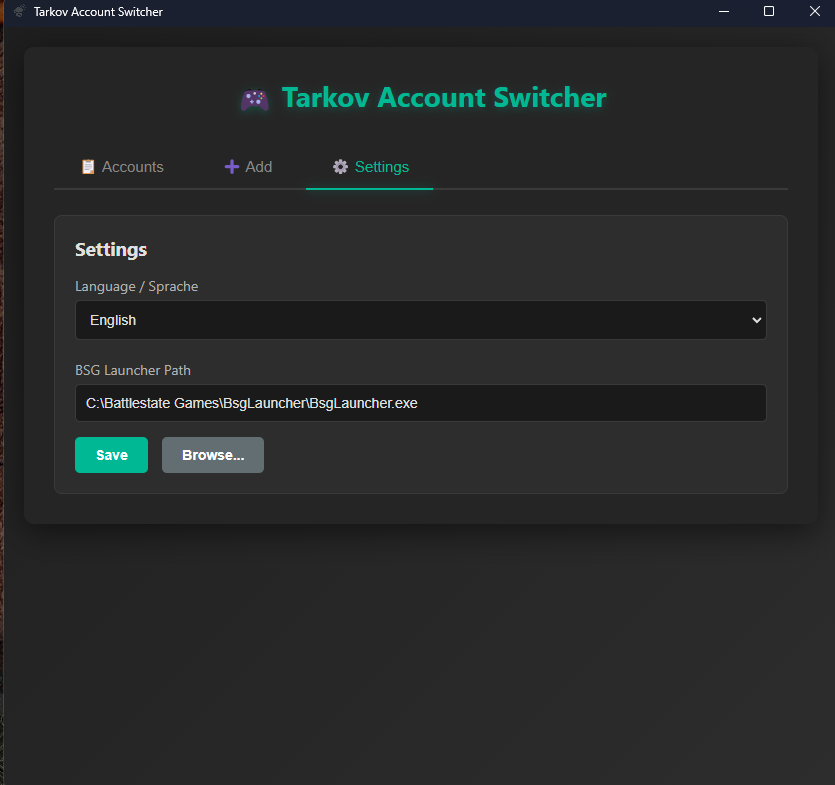 Tarkov Account Switcher
Tarkov Account Switcher
Accounts
Add
Settings
Settings
Language / Sprache
English
BSG Launcher Path
C:\Battlestate Games\BsgLauncher\BsgLauncher.exe
Save
Browse...